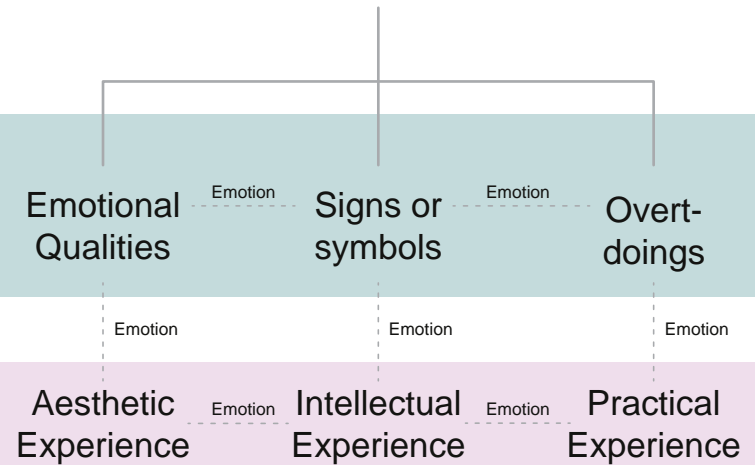 Emotional Qualities
Emotion
Signs or symbols
Emotion
Overt-doings
Emotion
Emotion
Emotion
Aesthetic Experience
Emotion
Intellectual Experience
Emotion
Practical Experience